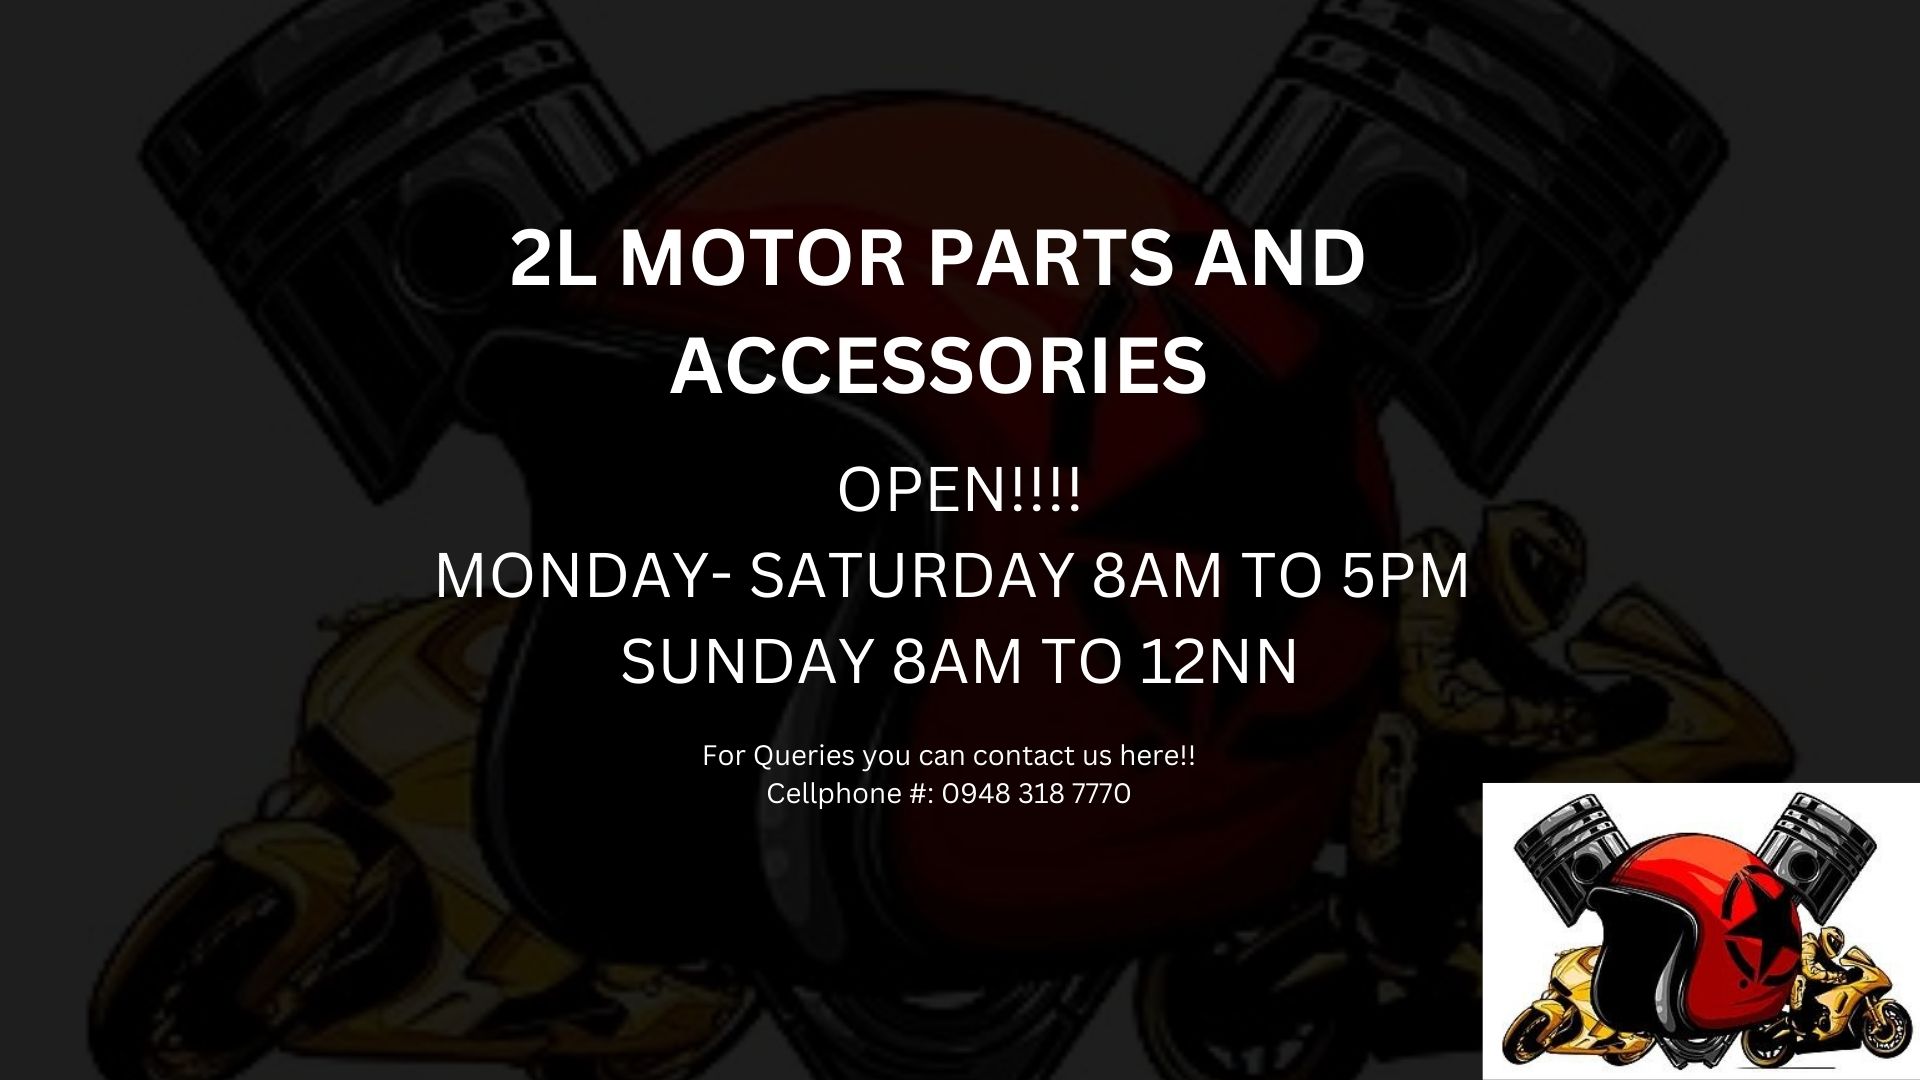 2L MOTOR PARTS AND
ACCESSORIES
OPEN!!!!
MONDAY- SATURDAY 8AM TO 5PM
SUNDAY 8AM TO 12NN
For Queries you can contact us here!!
Cellphone #: 0948 318 7770